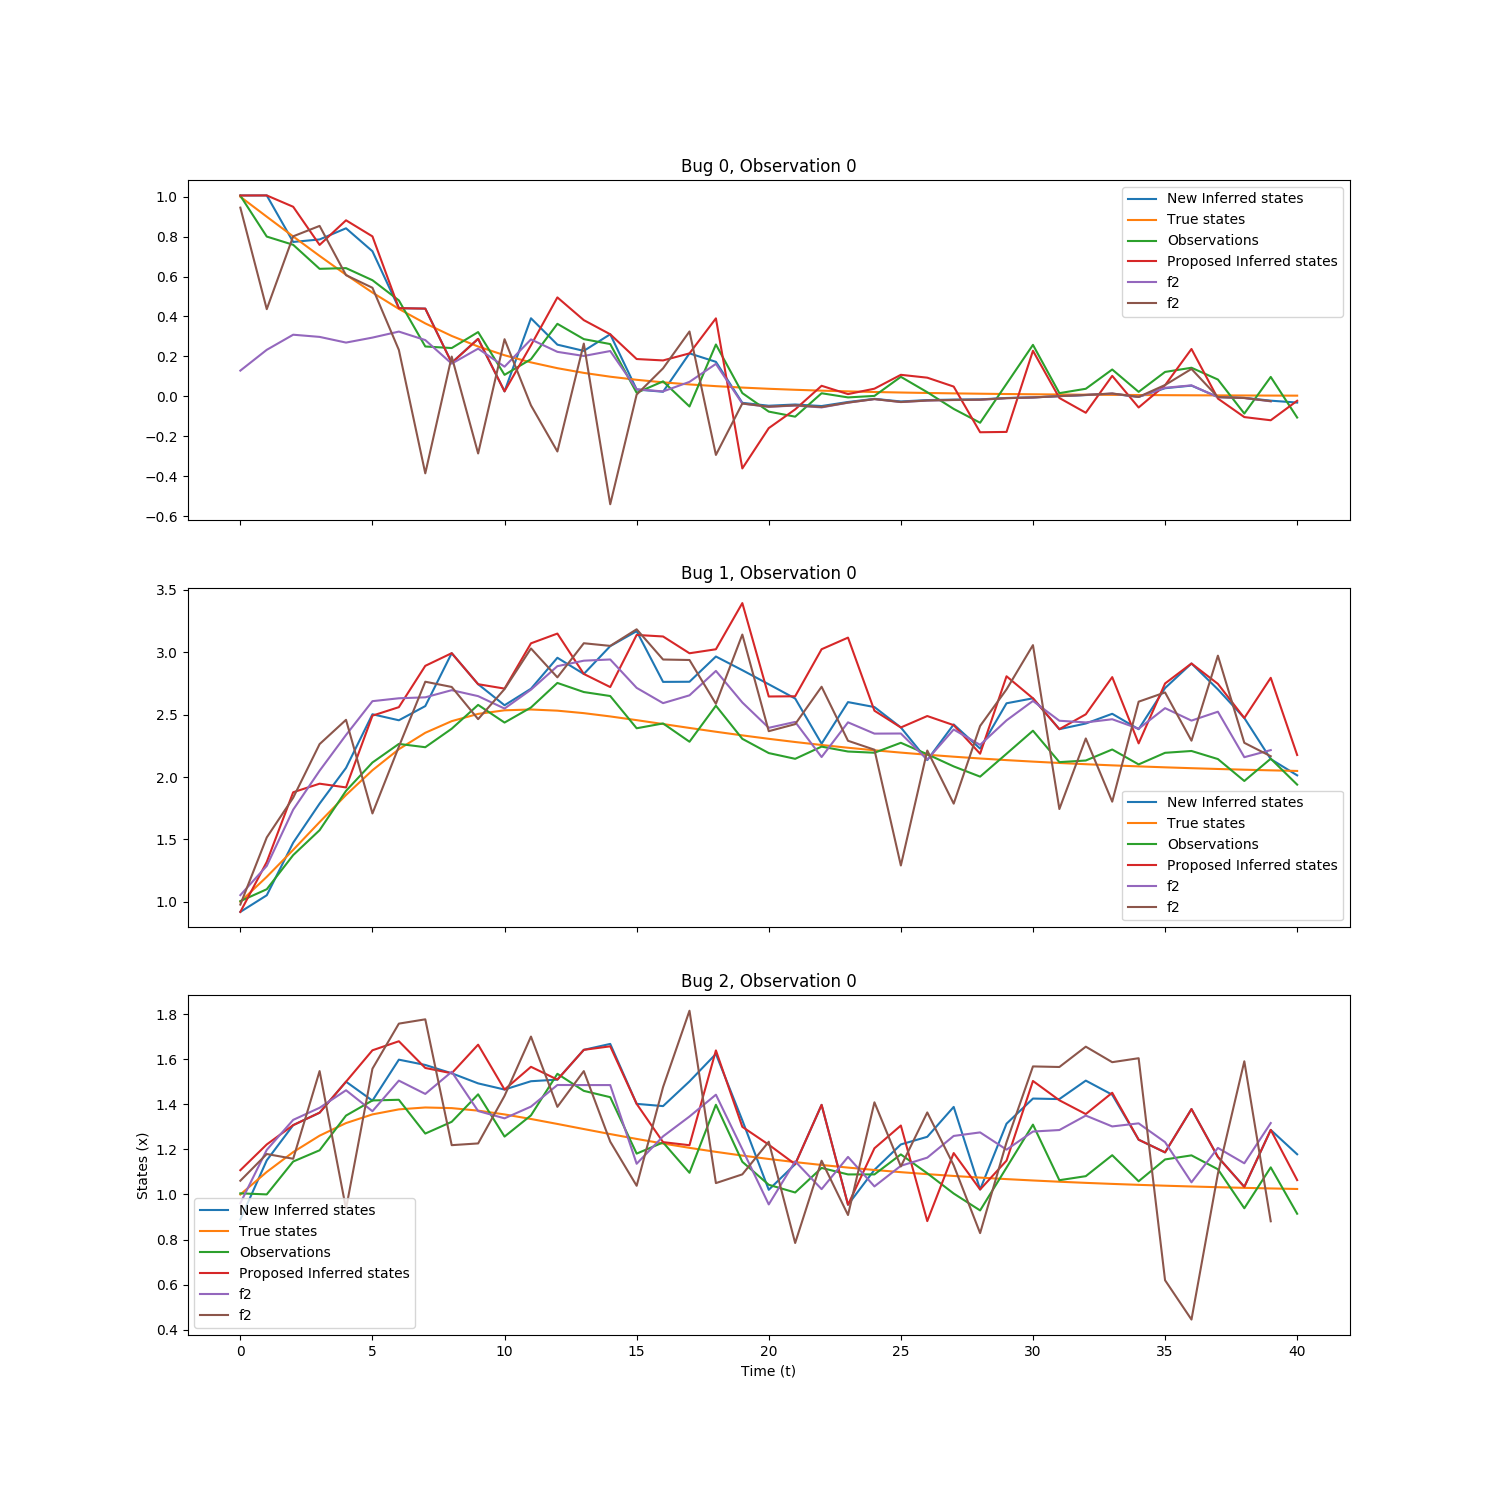 Bug 0, Observation 0
1.0
0.8
0.6
0.4
0.2
0.0
−0.2
−0.4
−0.6
New Inferred states
True states
Observations
Proposed Inferred states
f2
f2
Bug 1, Observation 0
3.5
3.0
2.5
2.0
1.5
1.0
New Inferred states
True states
Observations
Proposed Inferred states
f2
f2
Bug 2, Observation 0
1.8
1.6
1.4
1.2
1.0
0.8
0.6
0.4
States (x)
New Inferred states
True states
Observations
Proposed Inferred states
f2
f2
0 5 10 15 20 25 30 35 40
Time (t)